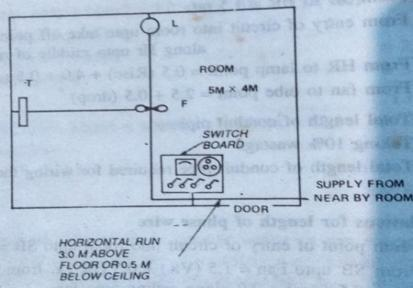 L
ROOM
5M × 4M
T
F
SWITCH
BOARD
SUPPLY FROM
NEAR BY ROOM
DOOR
HORIZONTAL RUN
3.0 M ABOVE
FLOOR OR 0.5 M
BELOW CEILING